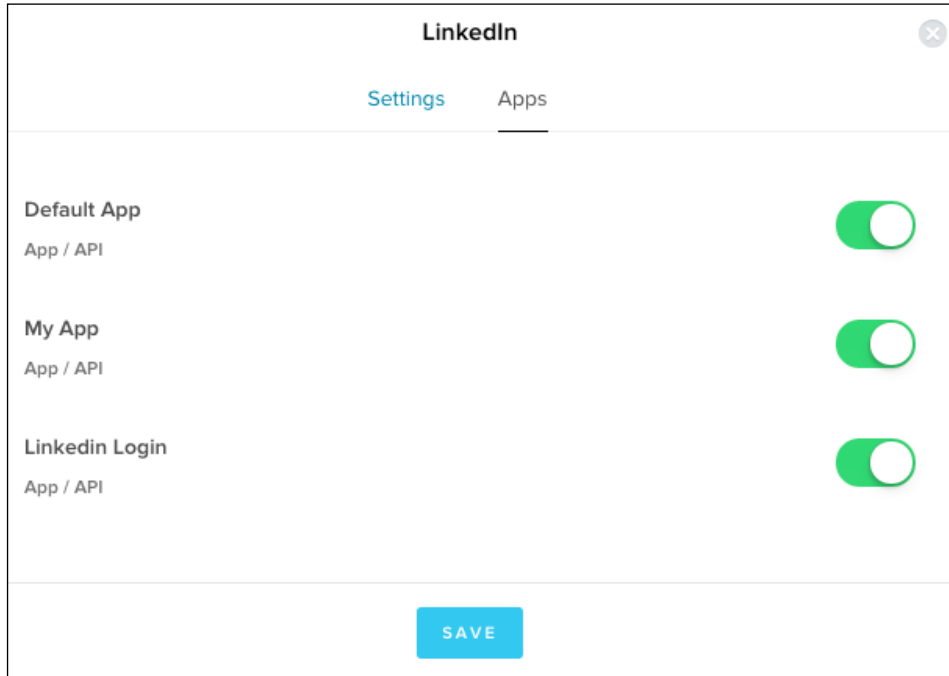 LinkedIn
Settings Apps
Default App
App / API
My App
App / API
Linkedin Login
App / API
SAVE